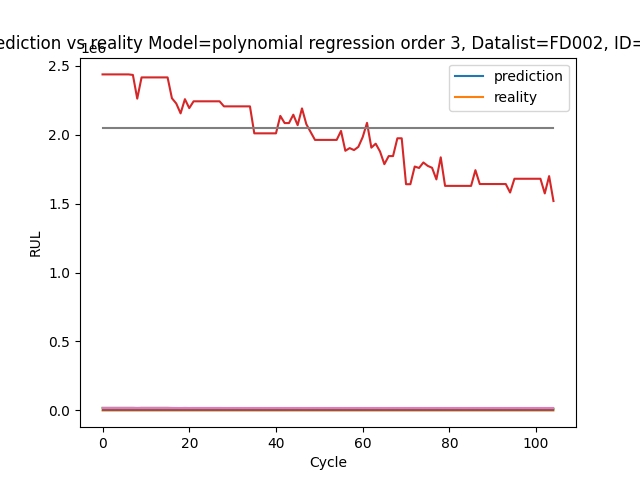 vs reality Model=polynomial regression order 3, Datalist=FD002, ID=
1e6
2.5
2.0
1.5
1.0
0.5
0.0
RUL
0
20
40
60
80
100
Cycle
prediction
reality